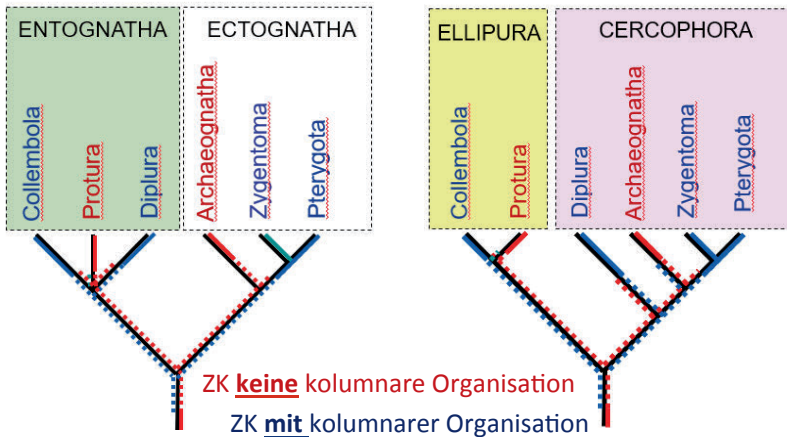 ENTOGNATHA
ECTOGNATHA
Collembola
Protura
Diplura
Archaeognatha
Zygentoma
Pterygota
ELLIPURA
CERCOPHORA
Collembola
Protura
Diplura
Archaeognatha
Zygentoma
Pterygota
ZK keine kolumnare Organisation
ZK mit kolumnarer Organisation